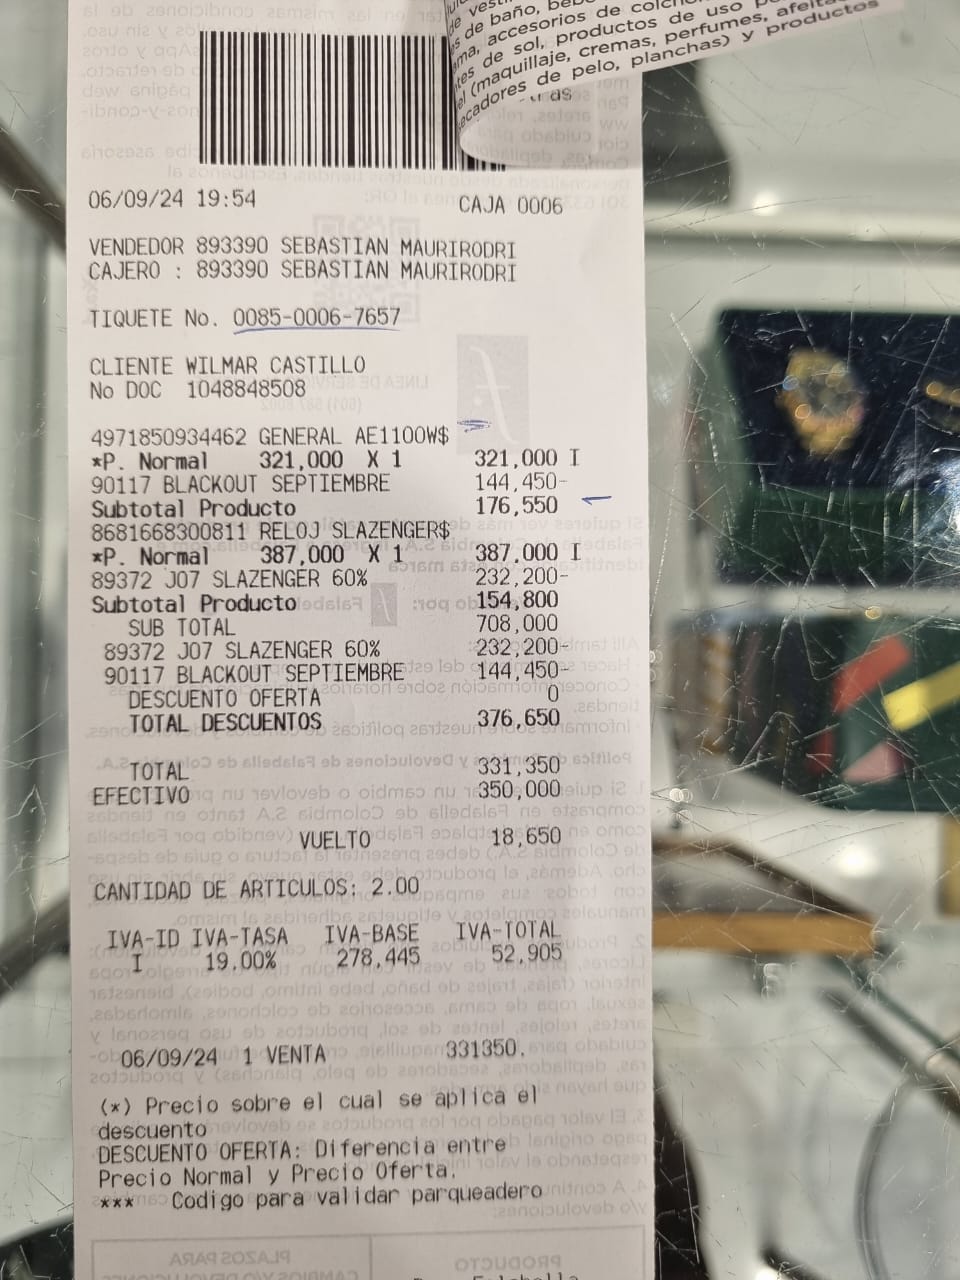 de baño,
accesorios de
de sol, productos de uso
(maquillaje, cremas, perfumes,
secadores de pelo, planchas) y productos
06/09/24 19:54 CAJA 0006
VENDEDOR 893390 SEBASTIAN MAURIRODRI
CAJERO : 893390 SEBASTIAN MAURIRODRI
TIQUETE No. 0085-0006-7657
CLIENTE WILMAR CASTILLO
No DOC 1048848508
4971850934462 GENERAL AE1100W$
*P. Normal 321,000 X 1 321,000 I
90117 BLACKOUT SEPTIEMBRE 144,450-
Subtotal Producto 176,550
8681668300811 RELOJ SLAZENGER$
*P. Normal 387,000 X 1 387,000 I
89372 J07 SLAZENGER 60% 232,200-
Subtotal Producto 154,800
SUB TOTAL 708,000
89372 J07 SLAZENGER 60% 232,200-
90117 BLACKOUT SEPTIEMBRE 144,450-
DESCUENTO OFERTA 0
TOTAL DESCUENTOS 376,650
TOTAL 331,350
EFECTIVO 350,000
VUELTO 18,650
CANTIDAD DE ARTICULOS: 2.00
IVA-ID IVA-TASA IVA-BASE IVA-TOTAL
I 19.00% 278,445 52,905
06/09/24 1 VENTA 331350.
(*) Precio sobre el cual se aplica el
descuento
DESCUENTO OFERTA: Diferencia entre
Precio Normal y Precio Oferta.
*** Codigo para validar parqueadero